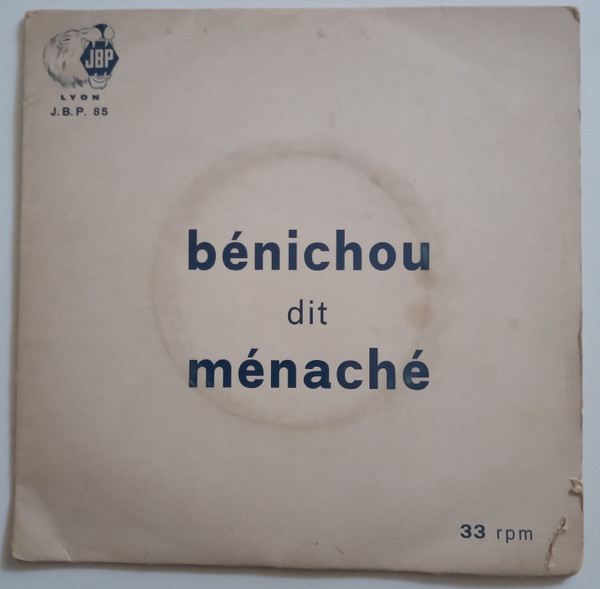 JBP
LYON
J.B.P. 85
bénichou
dit
ménaché
33 rpm